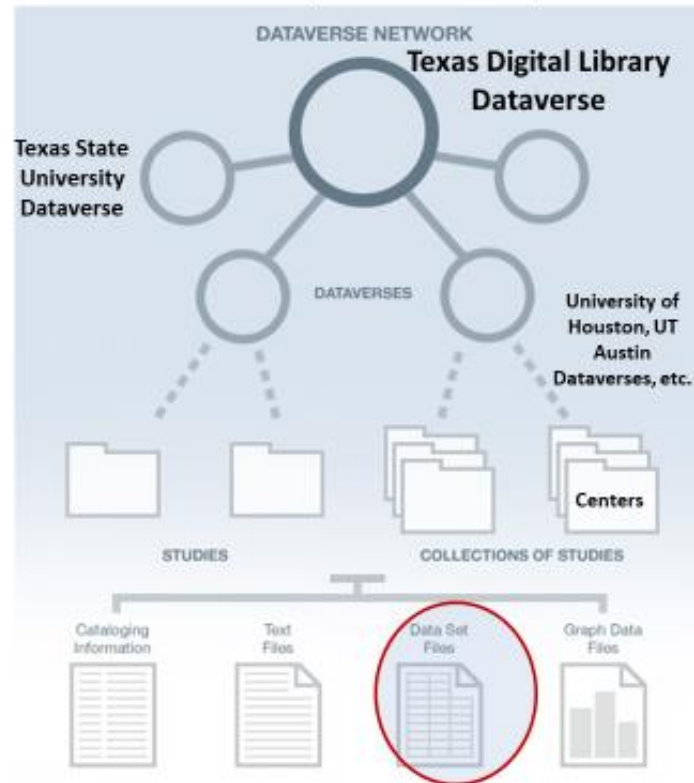 DATAVERSE NETWORK
Texas Digital Library
Dataverse
Texas State
University
Dataverse
DATAVERSES
University of
Houston, UT
Austin
Dataverses, etc.
Centers
STUDIES
COLLECTIONS OF STUDIES
Cataloging
Information
Text
Files
Data Set
Files
Graph Data
Files